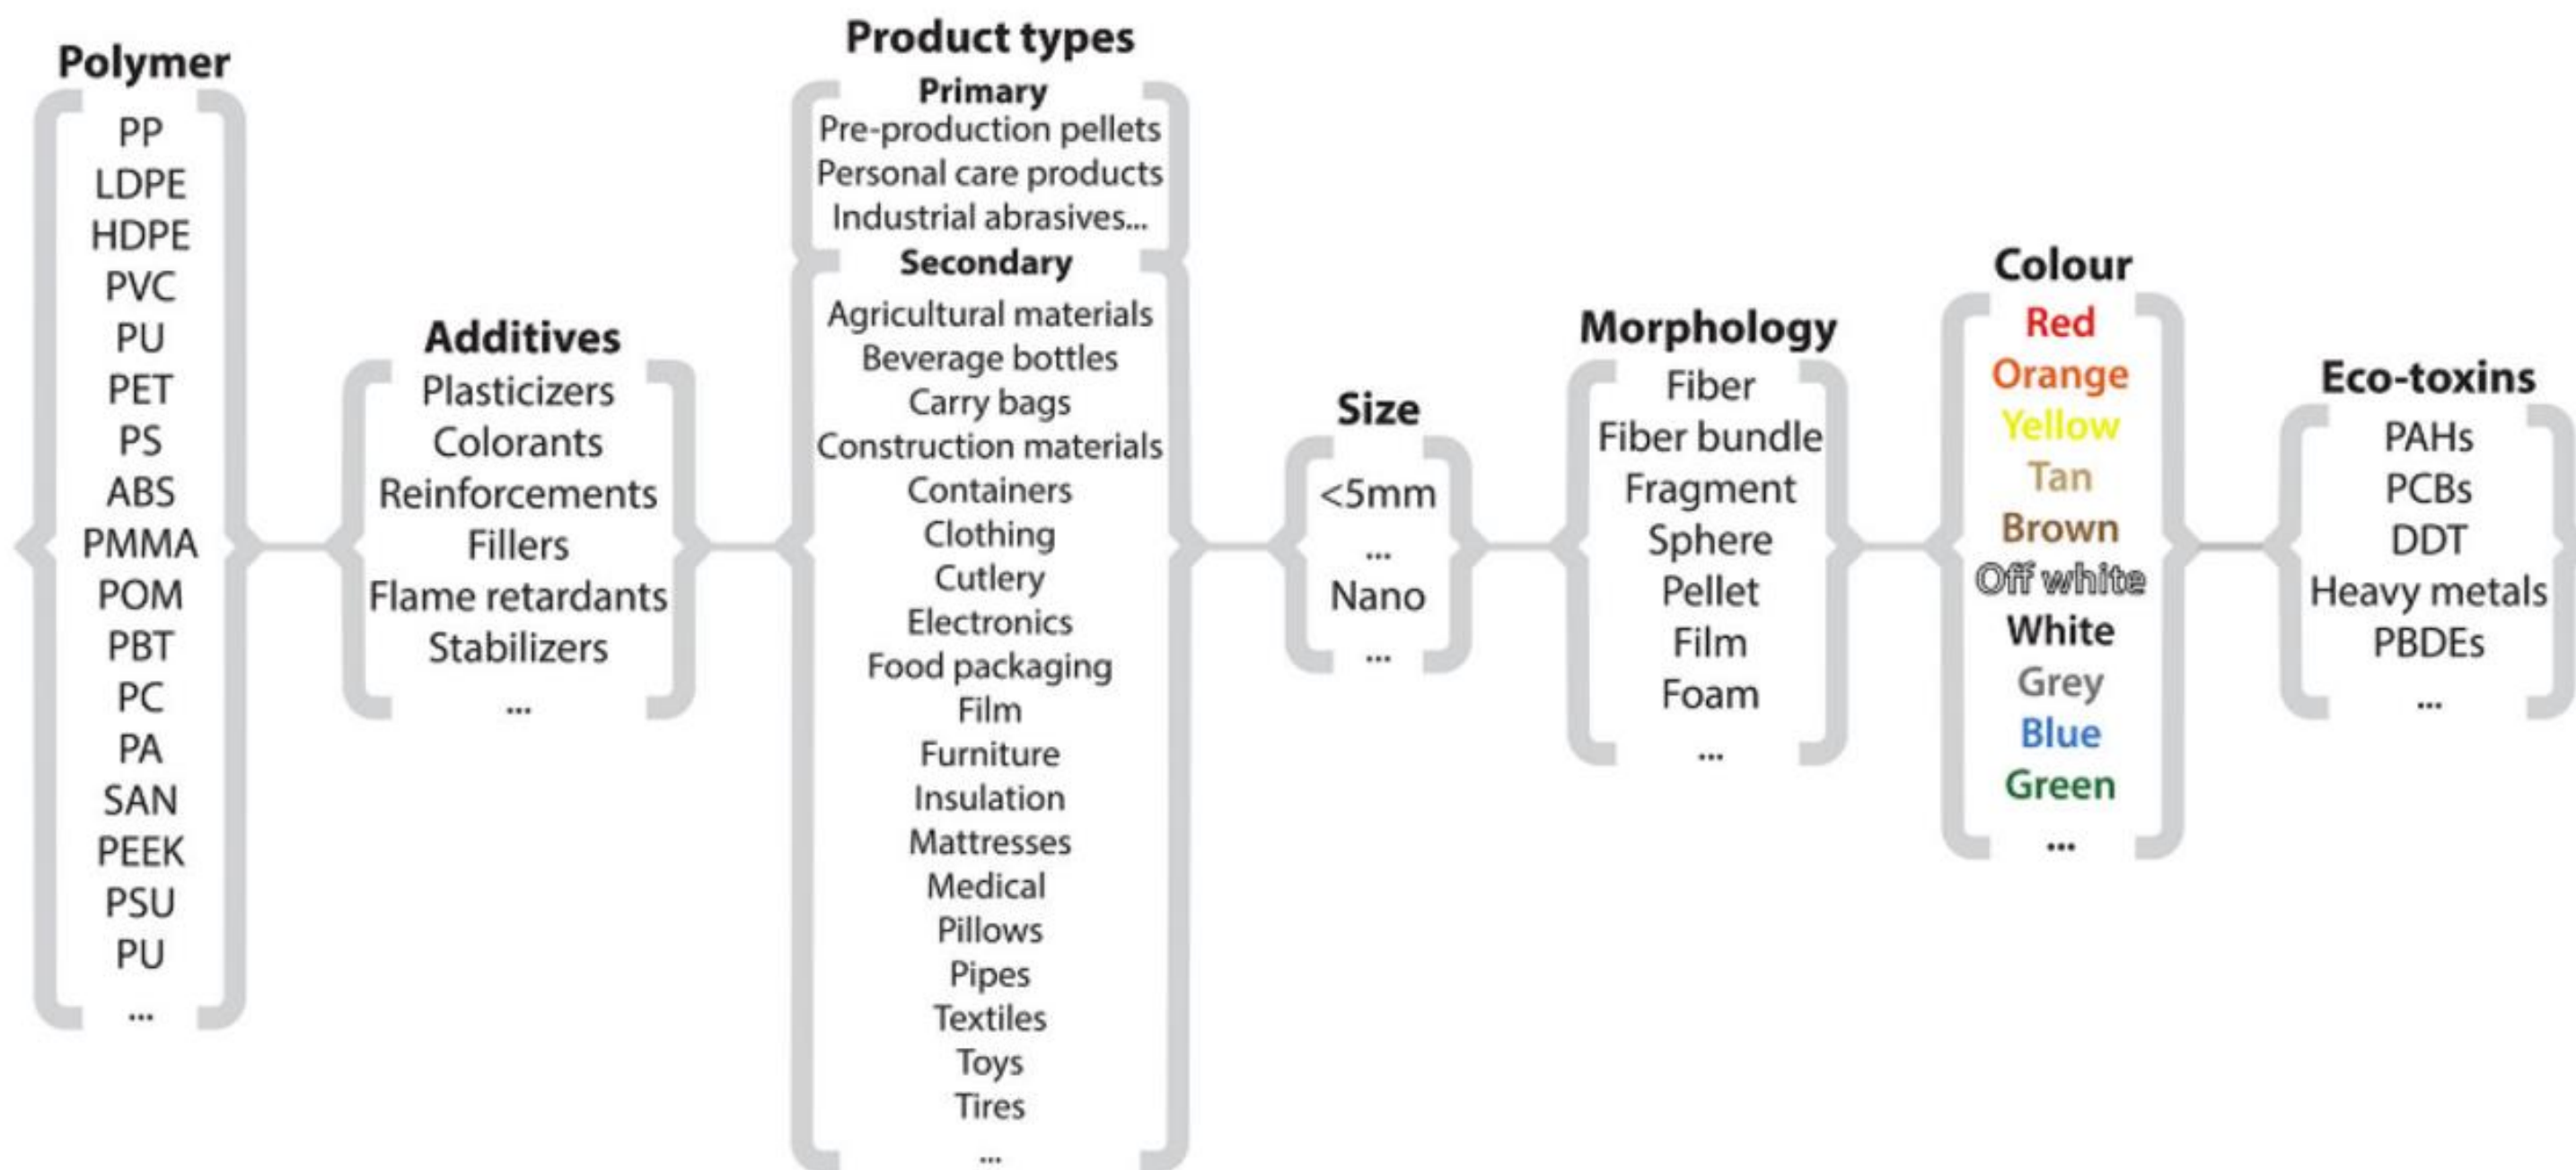 Polymer
PP
LDPE
HDPE
PVC
PU
PET
PS
ABS
PMMA
POM
PBT
PC
PA
SAN
PEEK
PSU
PU
...
Additives
Plasticizers
Colorants
Reinforcements
Fillers
Flame retardants
Stabilizers
...
Product types
Primary
Pre-production pellets
Personal care products
Industrial abrasives...
Secondary
Agricultural materials
Beverage bottles
Carry bags
Construction materials
Containers
Clothing
Cutlery
Electronics
Food packaging
Film
Furniture
Insulation
Mattresses
Medical
Pillows
Pipes
Textiles
Toys
Tires
...
Size
<5mm
...
Nano
...
Morphology
Fiber
Fiber bundle
Fragment
Sphere
Pellet
Film
Foam
...
Colour
Red
Orange
Yellow
Tan
Brown
Off white
White
Grey
Blue
Green
...
Eco-toxins
PAHs
PCBs
DDT
Heavy metals
PBDEs
...